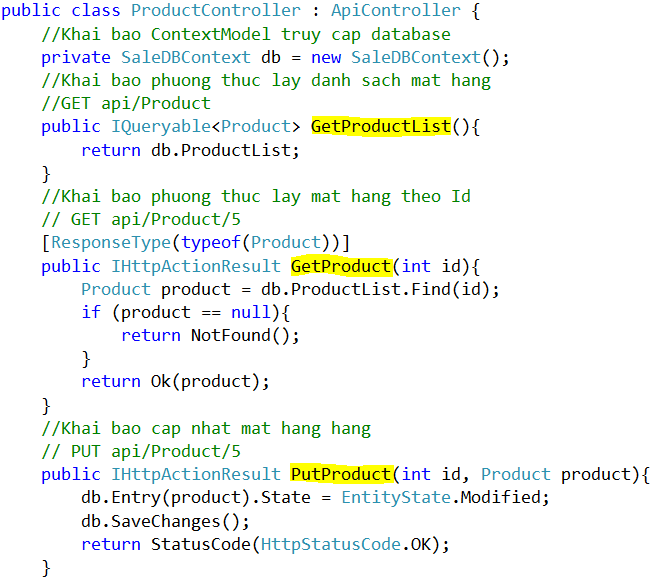 public class ProductController : ApiController {
    //Khai bao ContextModel truy cap database
    private SaleDBContext db = new SaleDBContext();
    //Khai bao phuong thuc lay danh sach mat hang
    //GET api/Product
    public IQueryable<Product> GetProductList(){
        return db.ProductList;
    }
    //Khai bao phuong thuc lay mat hang theo Id
    // GET api/Product/5
    [ResponseType(typeof(Product))]
    public IHttpActionResult GetProduct(int id){
        Product product = db.ProductList.Find(id);
        if (product == null){
            return NotFound();
        }
        return Ok(product);
    }
    //Khai bao cap nhat mat hang hang
    // PUT api/Product/5
    public IHttpActionResult PutProduct(int id, Product product){
        db.Entry(product).State = EntityState.Modified;
        db.SaveChanges();
        return StatusCode(HttpStatusCode.OK);
    }